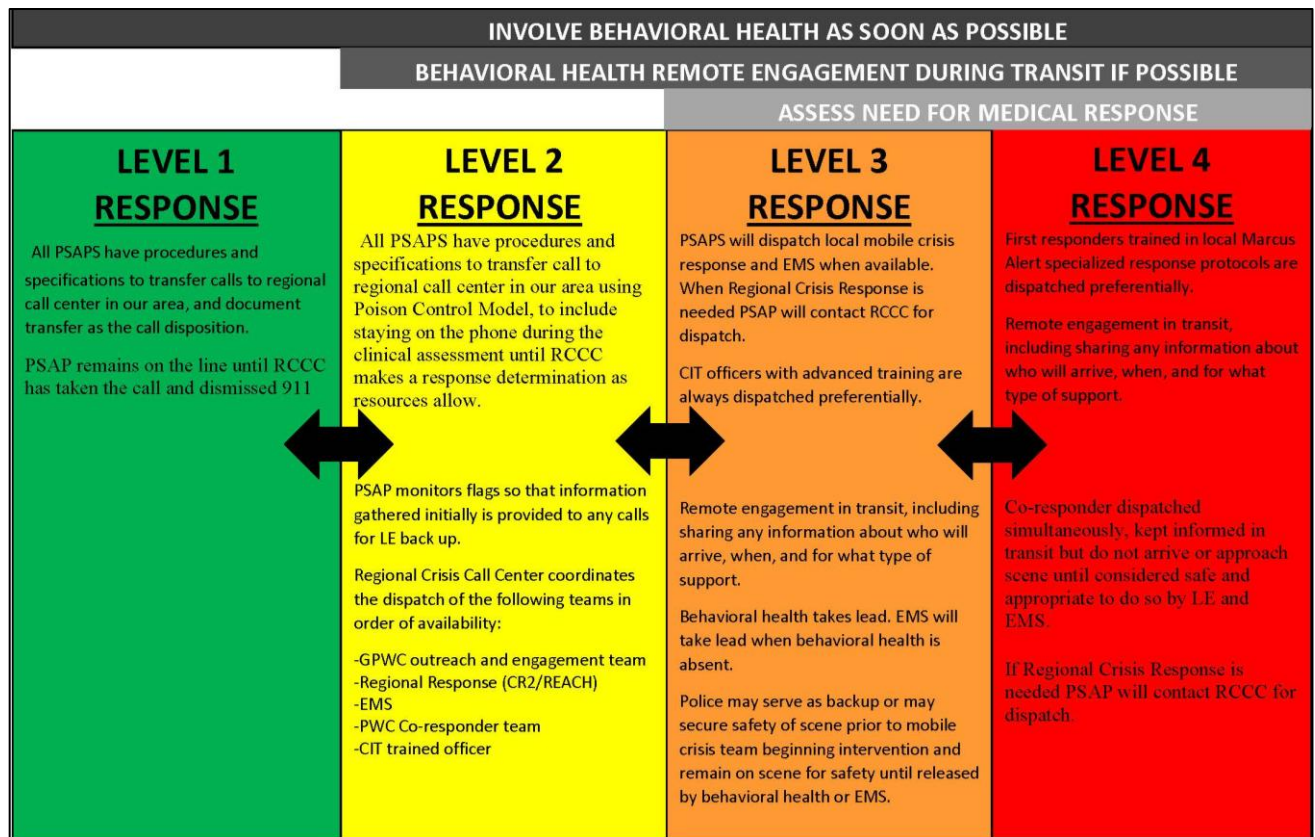 INVOLVE BEHAVIORAL HEALTH AS SOON AS POSSIBLE
BEHAVIORAL HEALTH REMOTE ENGAGEMENT DURING TRANSIT IF POSSIBLE
ASSESS NEED FOR MEDICAL RESPONSE
LEVEL 1
RESPONSE
All PSAPS have procedures and
specifications to transfer calls to regional
call center in our area, and document
transfer as the call disposition.
PSAP remains on the line until RCCC
has taken the call and dismissed 911
LEVEL 2
RESPONSE
All PSAPS have procedures and
specifications to transfer call to
regional call center in our area using
Poison Control Model, to include
staying on the phone during the
clinical assessment until RCCC
makes a response determination as
resources allow.
PSAP monitors flags so that information
gathered initially is provided to any calls
for LE back up.
Regional Crisis Call Center coordinates
the dispatch of the following teams in
order of availability:
-GPWC outreach and engagement team
-Regional Response (CR2/REACH)
-EMS
-PWC Co-responder team
-CIT trained officer
LEVEL 3
RESPONSE
PSAPS will dispatch local mobile crisis
response and EMS when available.
When Regional Crisis Response is
needed PSAP will contact RCCC for
dispatch.
CIT officers with advanced training are
always dispatched preferentially.
Remote engagement in transit, including
sharing any information about who will
arrive, when, and for what type of
support.
Behavioral health takes lead. EMS will
take lead when behavioral health is
absent.
Police may serve as backup or may
secure safety of scene prior to mobile
crisis team beginning intervention and
remain on scene for safety until released
by behavioral health or EMS.
LEVEL 4
RESPONSE
First responders trained in local Marcus
Alert specialized response protocols are
dispatched preferentially.
Remote engagement in transit,
including sharing any information about
who will arrive, when, and for what
type of support.
Co-responder dispatched
simultaneously, kept informed in
transit but do not arrive or approach
scene until considered safe and
appropriate to do so by LE and
EMS.
If Regional Crisis Response is
needed PSAP will contact RCCC for
dispatch.